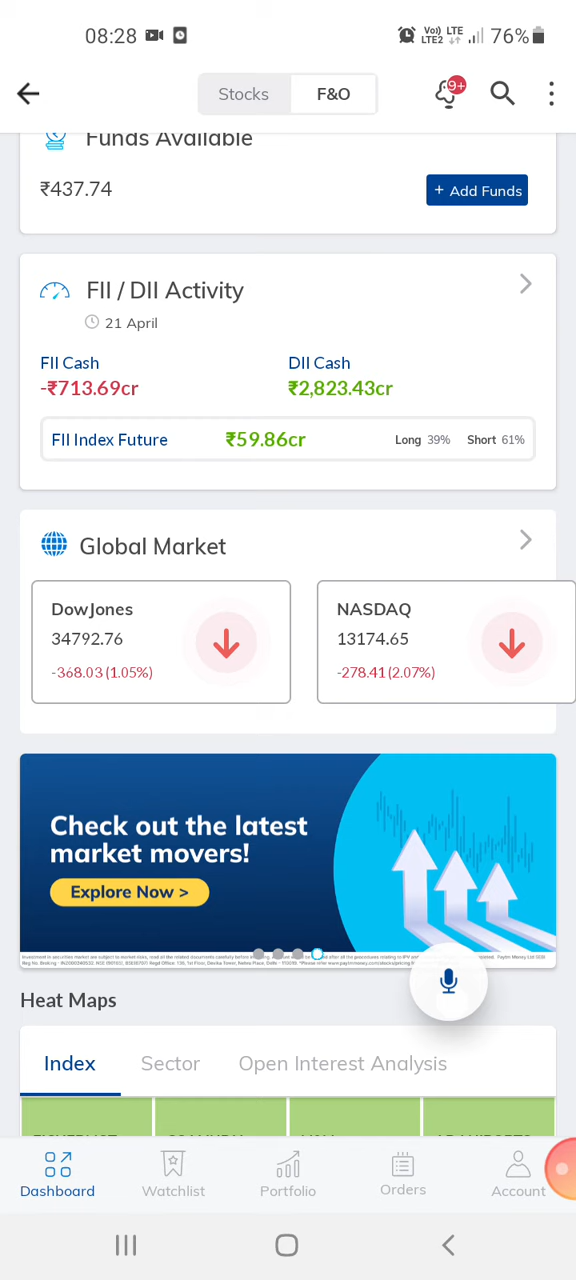 08:28
Vo) LTE
LTE2
76%
Stocks
F&O
9+
Funds Available
₹437.74
+ Add Funds
FII / DII Activity
21 April
FII Cash
DII Cash
-₹713.69cr
₹2,823.43cr
FII Index Future
₹59.86cr
Long 39%
Short 61%
Global Market
DowJones
34792.76
-368.03 (1.05%)
NASDAQ
13174.65
-278.41 (2.07%)
Check out the latest
market movers!
Explore Now >
Heat Maps
Index
Sector
Open Interest Analysis
Dashboard
Watchlist
Portfolio
Orders
Account